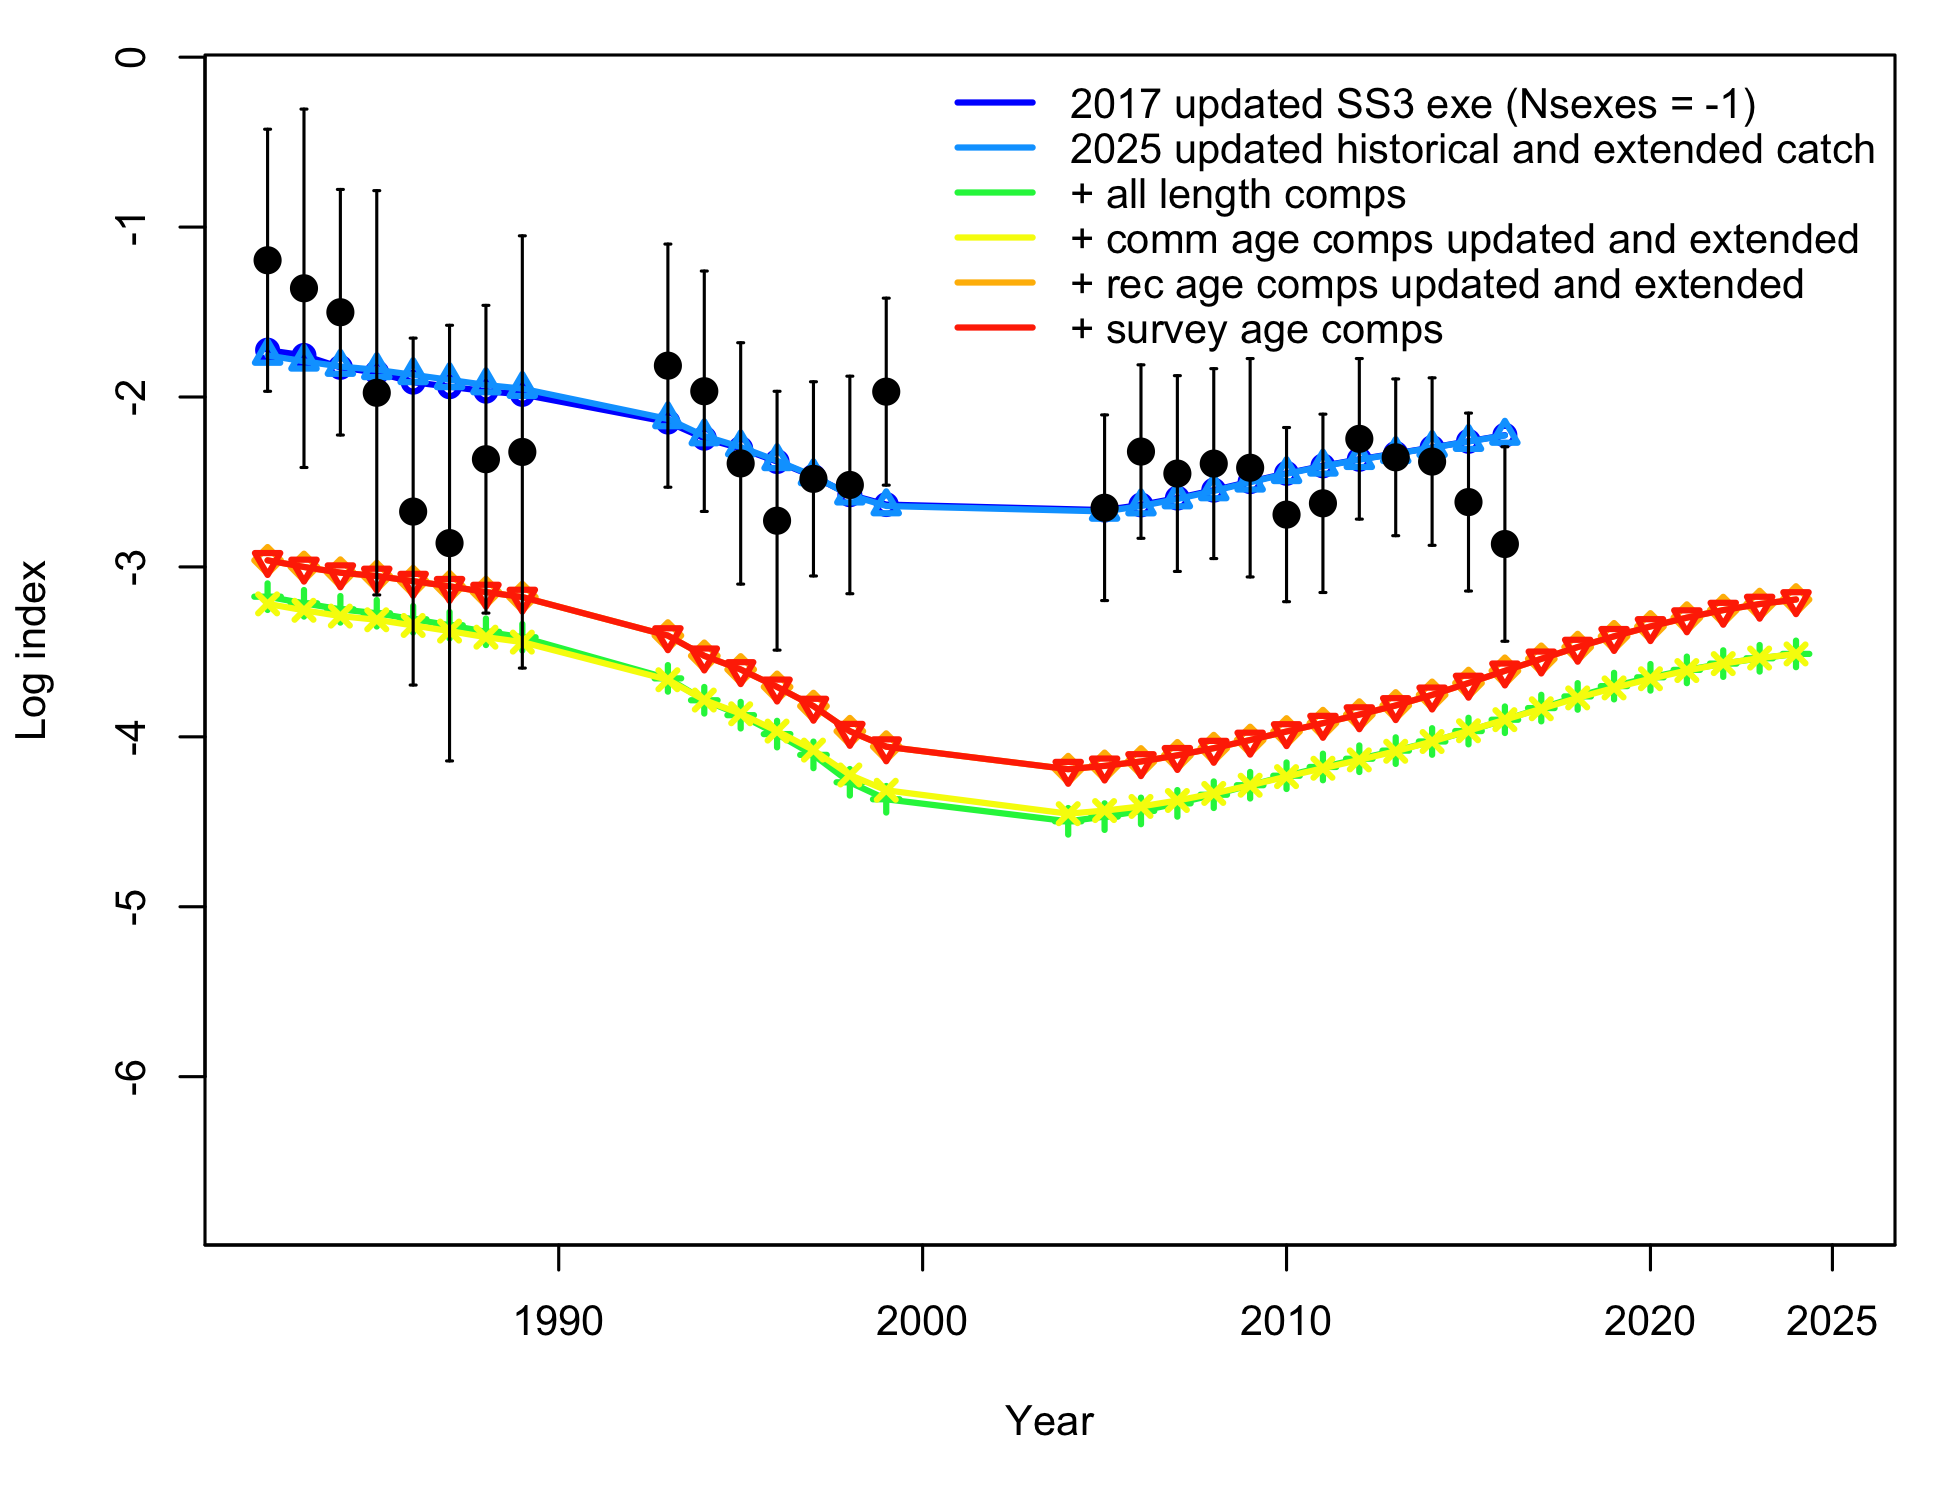 2017 updated SS3 exe (Nsexes = -1)
2025 updated historical and extended catch
+ all length comps
+ comm age comps updated and extended
+ rec age comps updated and extended
+ survey age comps
0
-1
-2
-3
-4
-5
-6
Log index
1990 2000 2010 2020 2025
Year